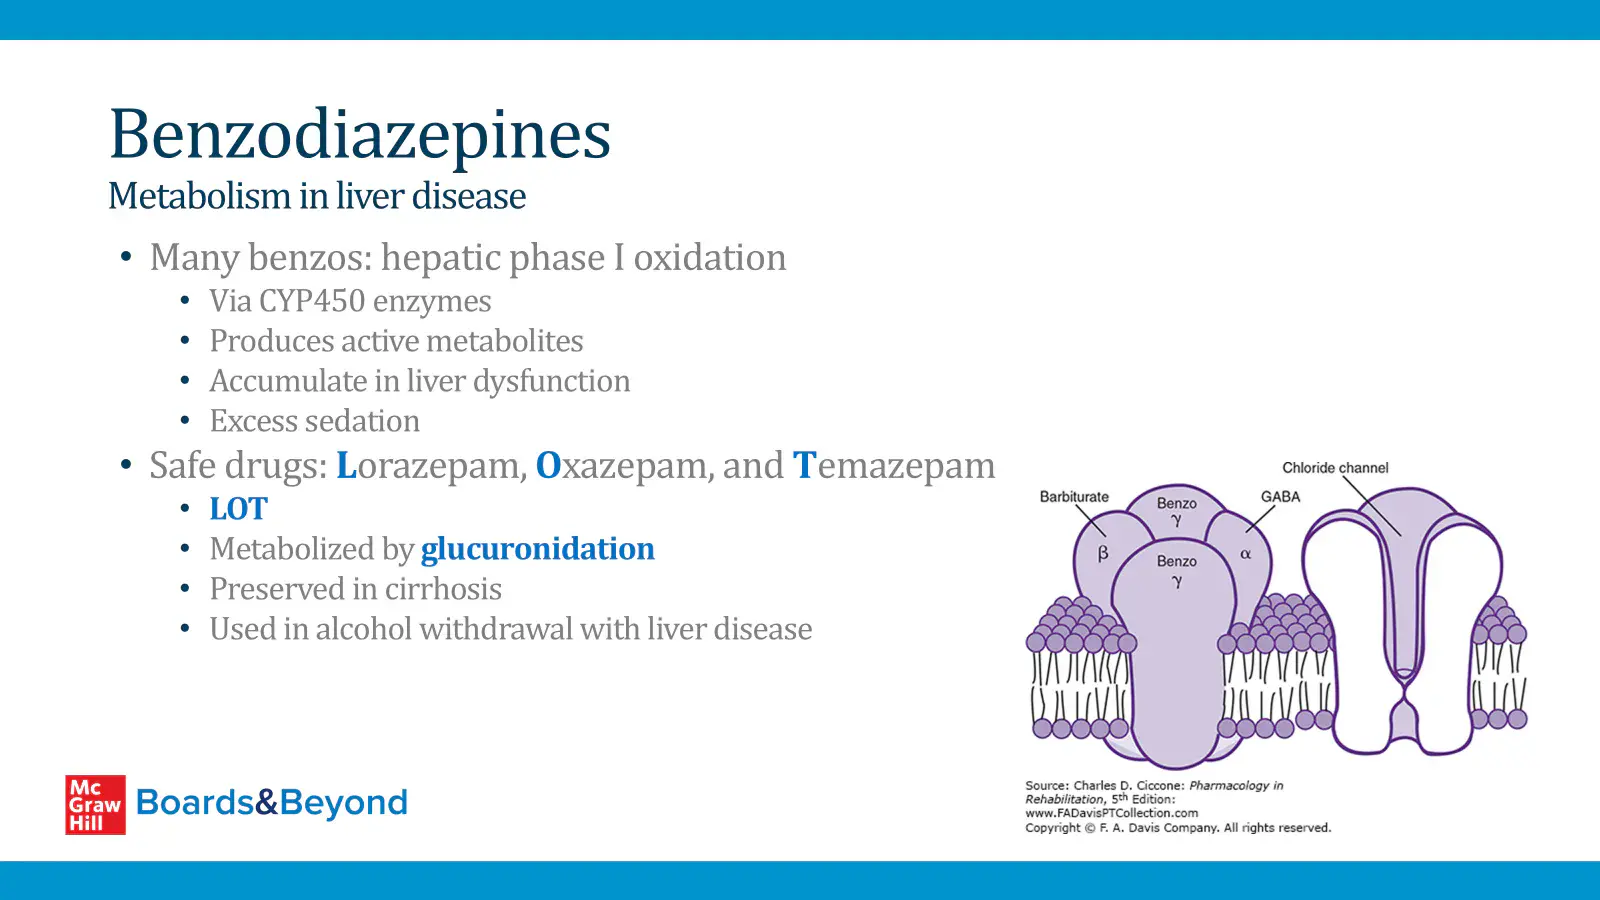 Benzodiazepines
Metabolism in liver disease
• Many benzos: hepatic phase I oxidation
• Via CYP450 enzymes
• Produces active metabolites
• Accumulate in liver dysfunction
• Excess sedation
• Safe drugs: Lorazepam, Oxazepam, and Temazepam
• LOT
• Metabolized by glucuronidation
• Preserved in cirrhosis
• Used in alcohol withdrawal with liver disease
Chloride channel
Barbiturate
GABA
Benzo
γ
β
α
Benzo
γ
Source: Charles D. Ciccone: Pharmacology in
Rehabilitation, 5th Edition:
www.FADavisPTCollection.com
Copyright © F. A. Davis Company. All rights reserved.
Mc
Graw
Hill
Boards&Beyond